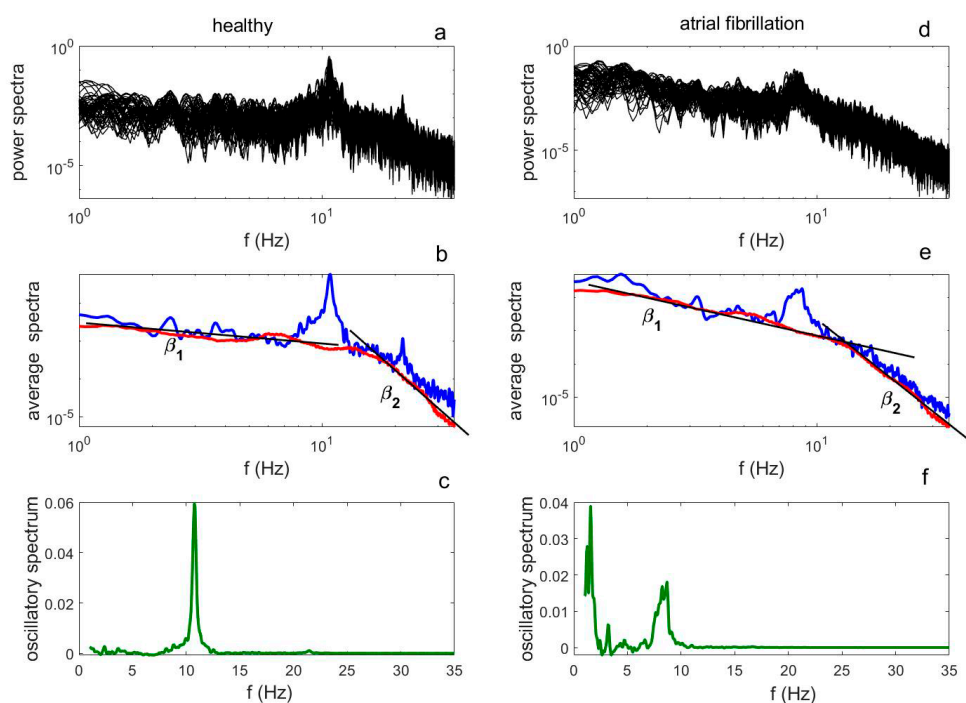 healthy
a
10^0
10^-5
power spectra
10^0
10^1
f (Hz)
b
10^-5
average spectra
β1
β2
10^0
10^1
f (Hz)
c
0.06
0.04
0.02
0
oscillatory spectrum
0
5
10
15
20
25
30
35
f (Hz)
atrial fibrillation
d
10^0
10^-5
power spectra
10^0
10^1
f (Hz)
e
10^-5
average spectra
β1
β2
10^0
10^1
f (Hz)
f
0.04
0.03
0.02
0.01
0
oscillatory spectrum
0
5
10
15
20
25
30
35
f (Hz)